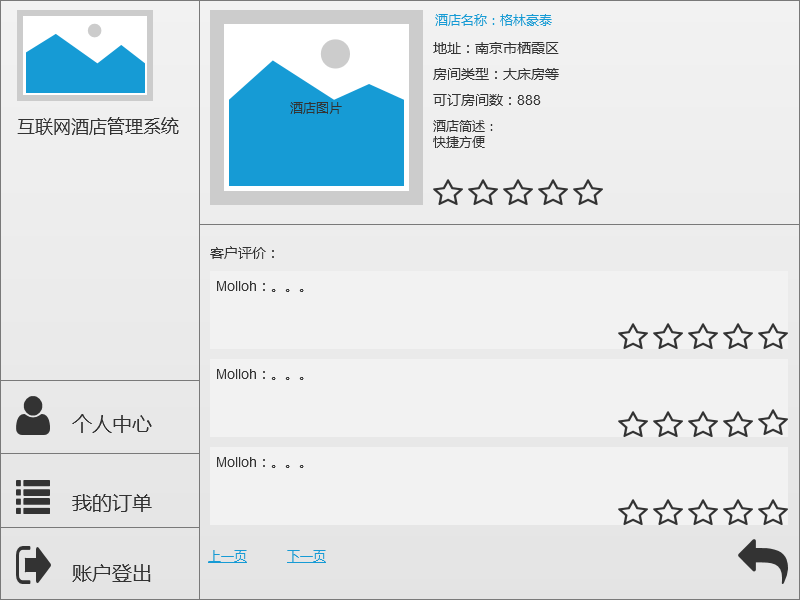 互联网酒店管理系统
个人中心
我的订单
账户登出
酒店图片
酒店名称：格林豪泰
地址：南京市栖霞区
房间类型：大床房等
可订房间数：888
酒店简述：
快捷方便
客户评价：
Molloh：。。。
Molloh：。。。
Molloh：。。。
上一页 下一页